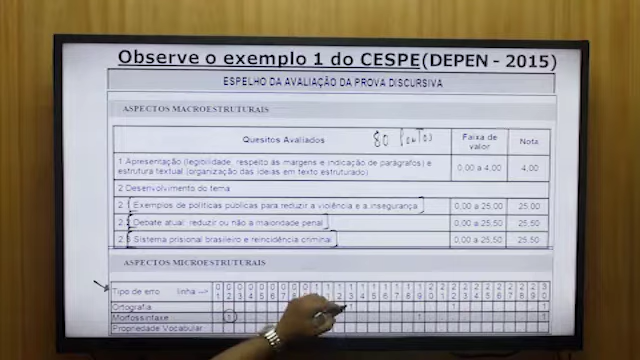 Observe o exemplo 1 do CESPE(DEPEN - 2015)
ESPELHO DA AVALIAÇÃO DA PROVA DISCURSIVA
ASPECTOS MACROESTRUTURAIS
Quesitos Avaliados 80 Pontos Faixa de valor Nota
1 Apresentação (legibilidade, respeito às margens e indicação de parágrafos) e
estrutura textual (organização das ideias em texto estruturado) 0,00 a 4,00 4,00
2 Desenvolvimento do tema
2 Exemplos de políticas públicas para reduzir a violência e a insegurança 0,00 a 25,00 25,00
2 Debate atual: reduzir ou não a maioridade penal 0,00 a 25,50 25,50
2.3 Sistema prisional brasileiro e reincidência criminal 0,00 a 25,50 25,50
ASPECTOS MICROESTRUTURAIS
Tipo de erro linha -->
Ortografia
Morfossintaxe 1
Propriedade Vocabular